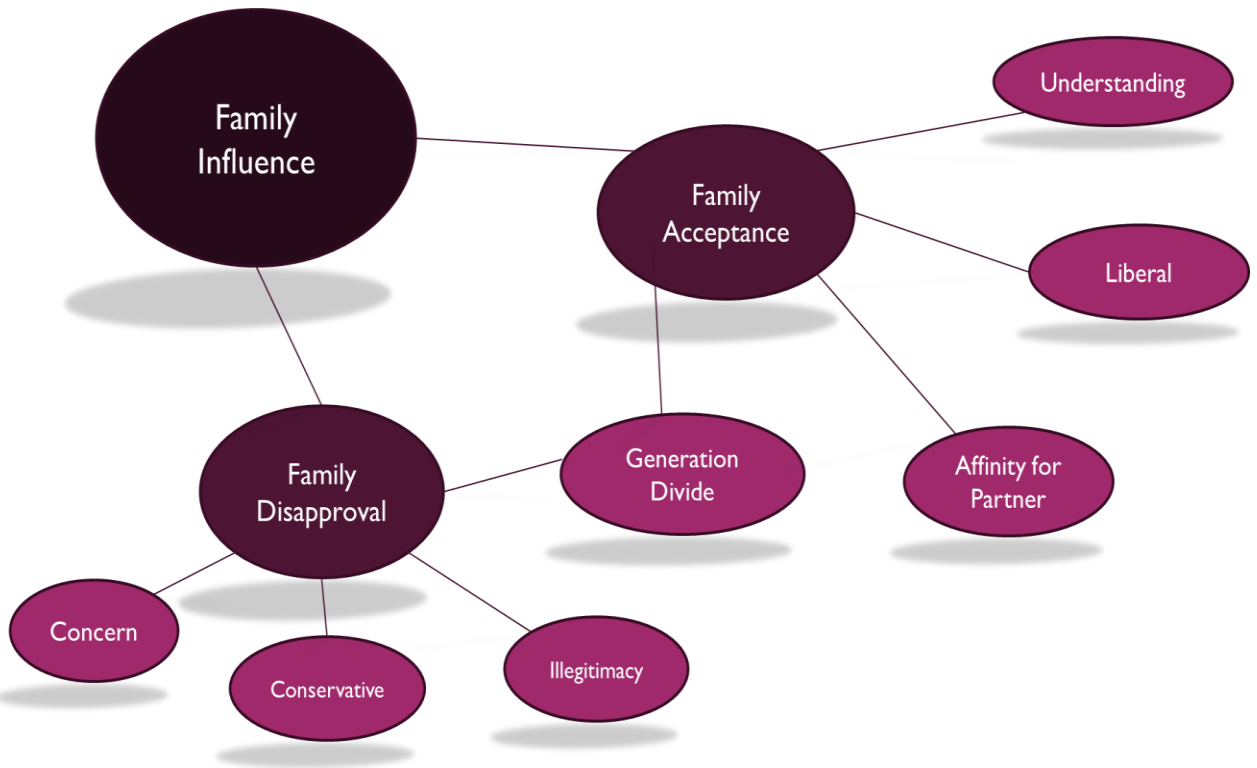 Family
Influence
Understanding
Family
Acceptance
Liberal
Generation
Divide
Affinity for
Partner
Family
Disapproval
Concern
Conservative
Illegitimacy